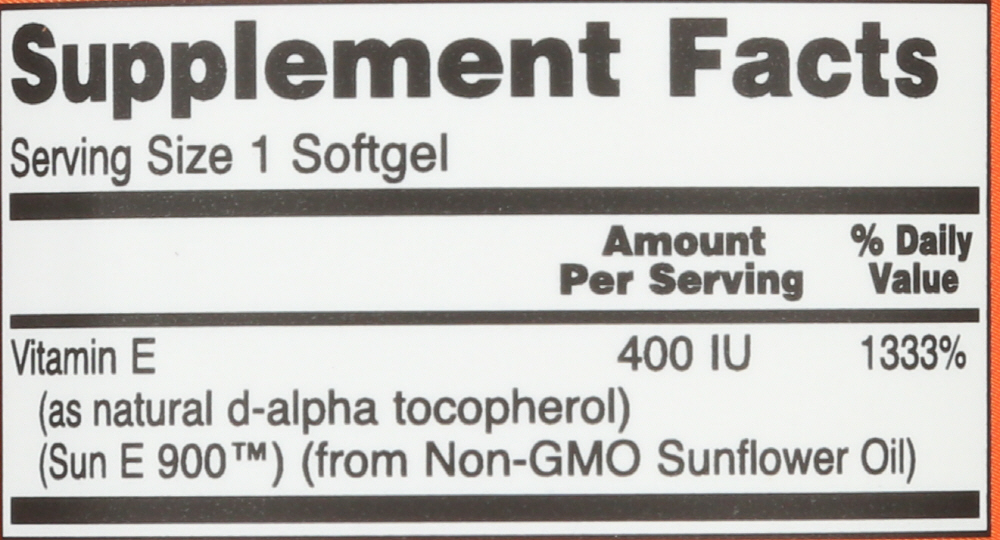 Supplement Facts
Serving Size 1 Softgel
Amount Per Serving
% Daily Value
Vitamin E 400 IU 1333%
(as natural d-alpha tocopherol)
(Sun E 900™) (from Non-GMO Sunflower Oil)